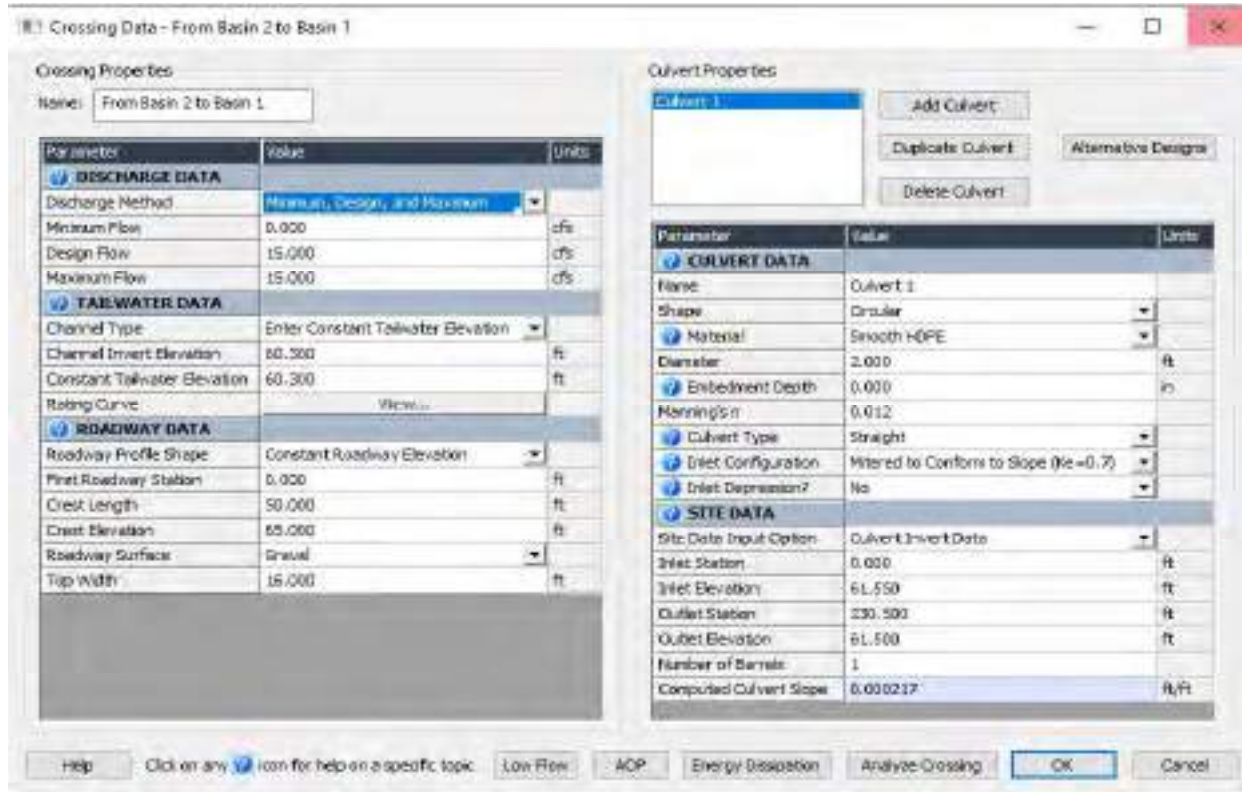 Crossing Data - From Basin 2 to Basin 1
Crossing Properties
Name: From Basin 2 to Basin 1
Parameter Value Units
DISCHARGE DATA
Discharge Method Minimum, Design, and Maximum
Minimum Flow 0.000 cfs
Design Flow 15.000 cfs
Maximum Flow 15.000 cfs
TAILWATER DATA
Channel Type Enter Constant Tailwater Elevation
Channel Invert Elevation ft
Constant Tailwater Elevation 60.300 ft
Rating Curve View...
ROADWAY DATA
Roadway Profile Shape Constant Roadway Elevation
First Roadway Station 0.000 ft
Crest Length 50.000 ft
Crest Elevation 65.000 ft
Roadway Surface Gravel
Top Width 16.000 ft
Culvert Properties
Culvert 1
Add Culvert
Duplicate Culvert
Alternative Designs
Delete Culvert
Parameter Value Units
CULVERT DATA
Name Culvert 1
Shape Circular
Material Smooth HDPE
Diameter 2.000 ft
Embedment Depth 0.000 in
Manning's n 0.012
Culvert Type Straight
Inlet Configuration Mitered to Conform to Slope (Ke=0.7)
Inlet Depression? No
SITE DATA
Site Data Input Option Culvert Invert Data
Inlet Station 0.000 ft
Inlet Elevation 61.550 ft
Outlet Station 230.500 ft
Outlet Elevation 61.500 ft
Number of Barrels 1
Computed Culvert Slope 0.000217 ft/ft
Help Click on any icon for help on a specific topic Low Flow AOP Energy Dissipation Analyze Crossing OK Cancel